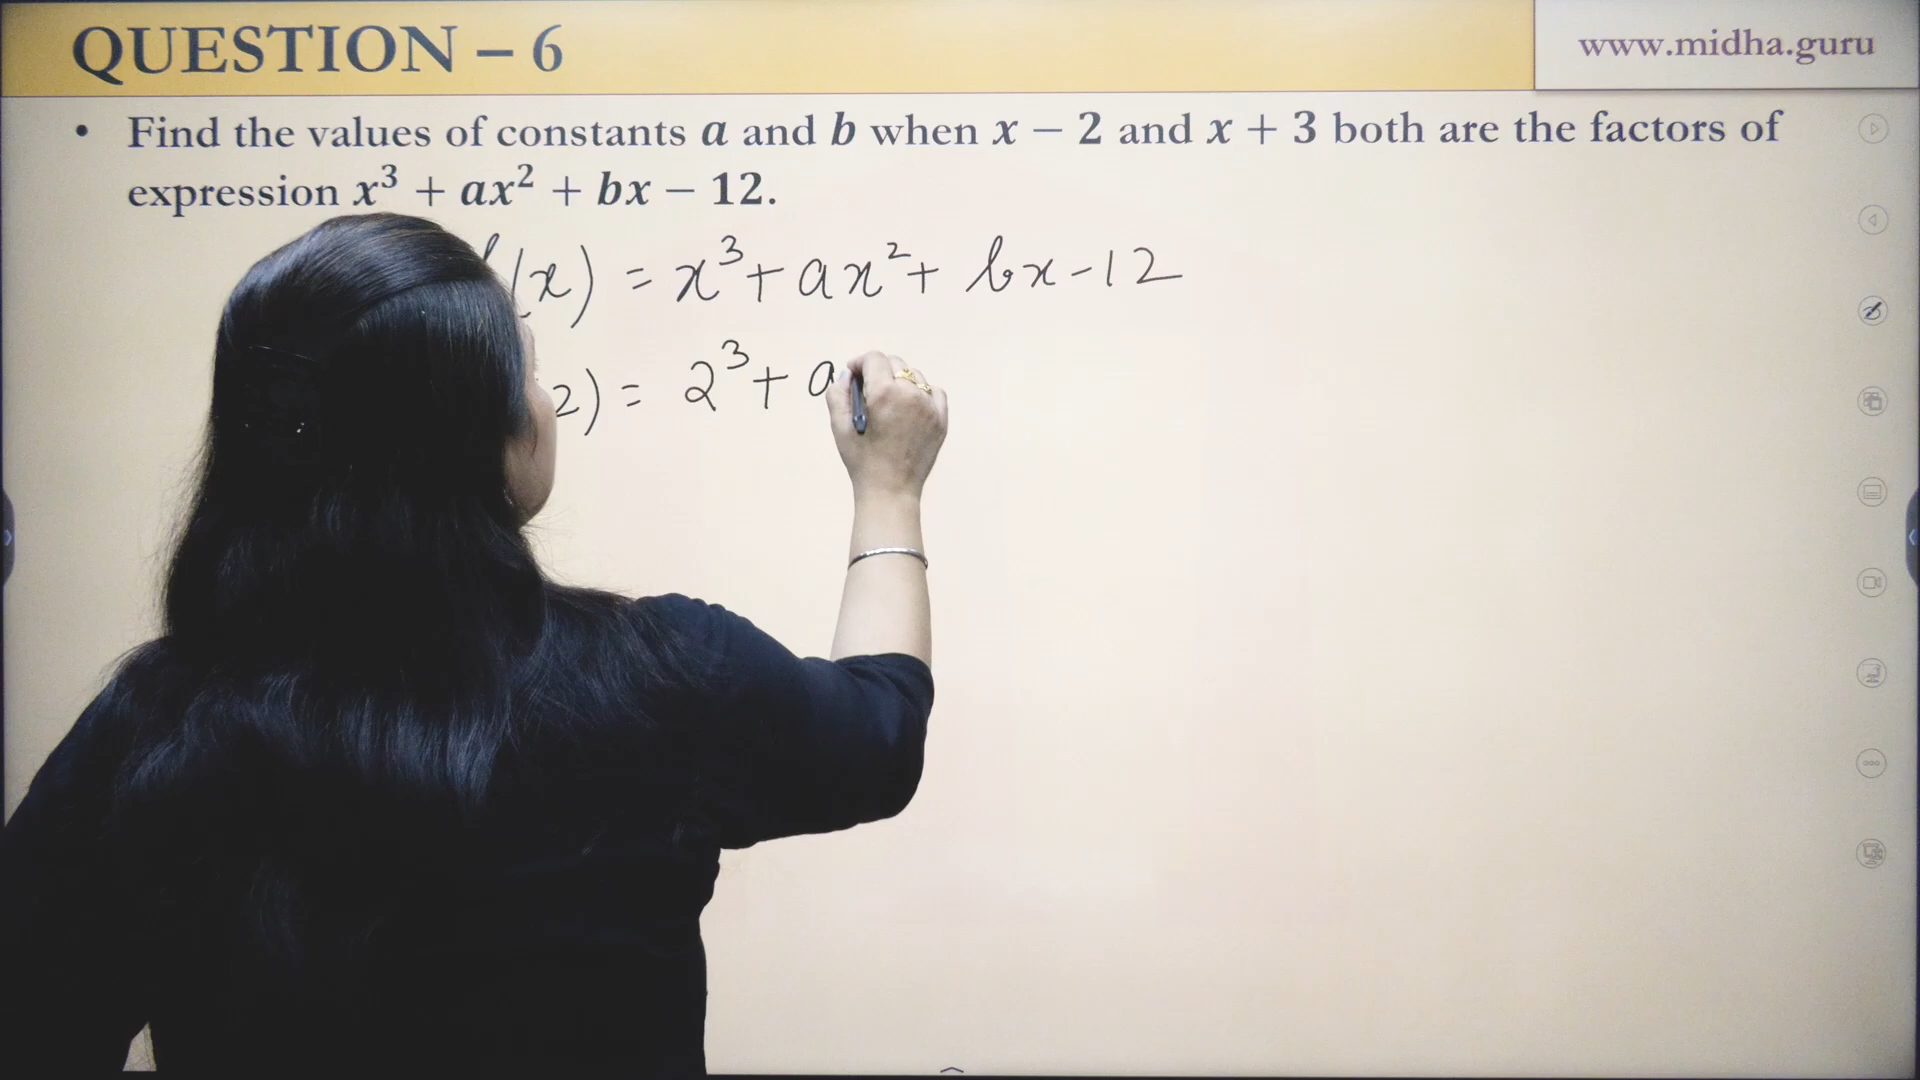 QUESTION – 6
www.midha.guru
• Find the values of constants a and b when x − 2 and x + 3 both are the factors of
expression x³ + ax² + bx − 12.
(x) = x³ + ax² + bx - 12
2) = 2³ + a